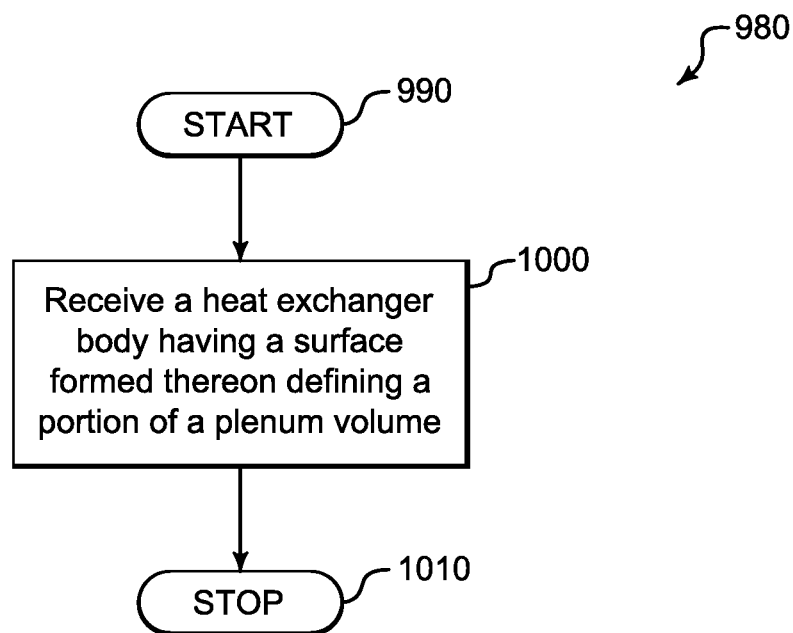 980
990
START
1000
Receive a heat exchanger
body having a surface
formed thereon defining a
portion of a plenum volume
1010
STOP